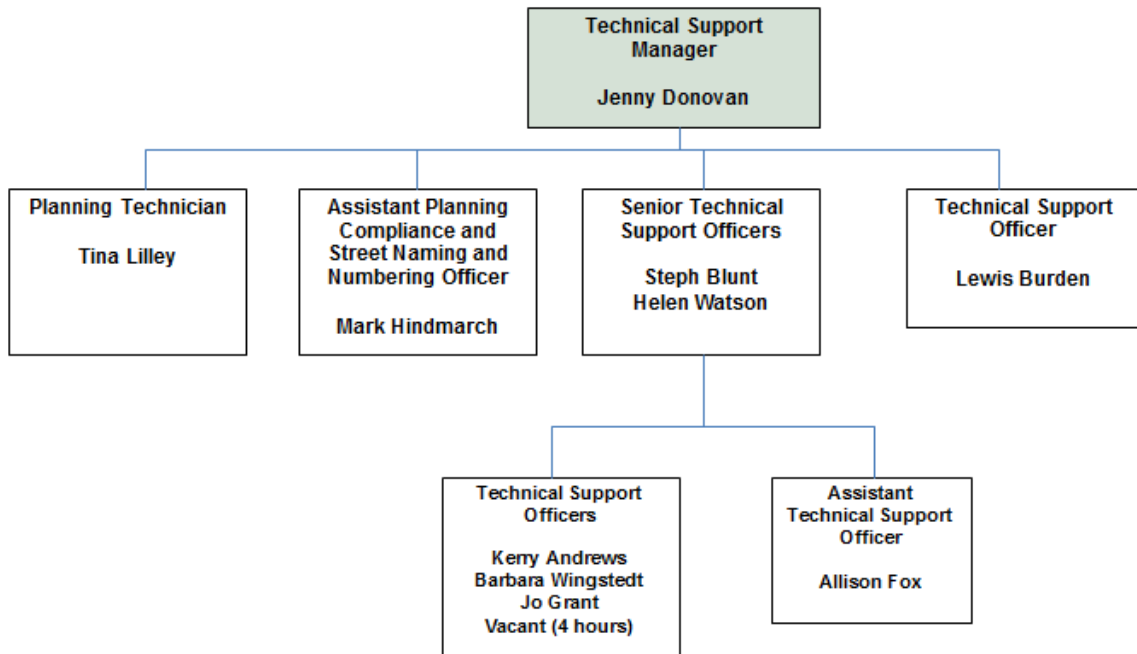 Technical Support
Manager
Jenny Donovan
Planning Technician
Tina Lilley
Assistant Planning
Compliance and
Street Naming and
Numbering Officer
Mark Hindmarch
Senior Technical
Support Officers
Steph Blunt
Helen Watson
Technical Support
Officer
Lewis Burden
Technical Support
Officers
Kerry Andrews
Barbara Wingstedt
Jo Grant
Vacant (4 hours)
Assistant
Technical Support
Officer
Allison Fox